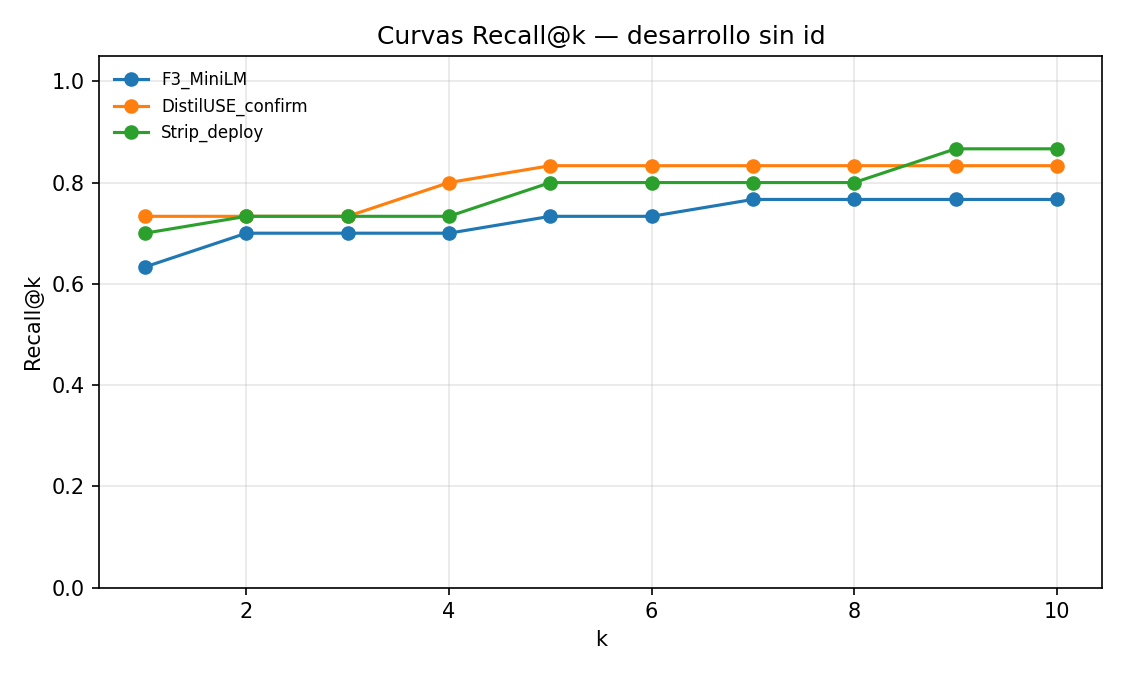 Curvas Recall@k — desarrollo sin id
F3_MiniLM
DistilUSE_confirm
Strip_deploy
Recall@k
1.0
0.8
0.6
0.4
0.2
0.0
2 4 6 8 10
k